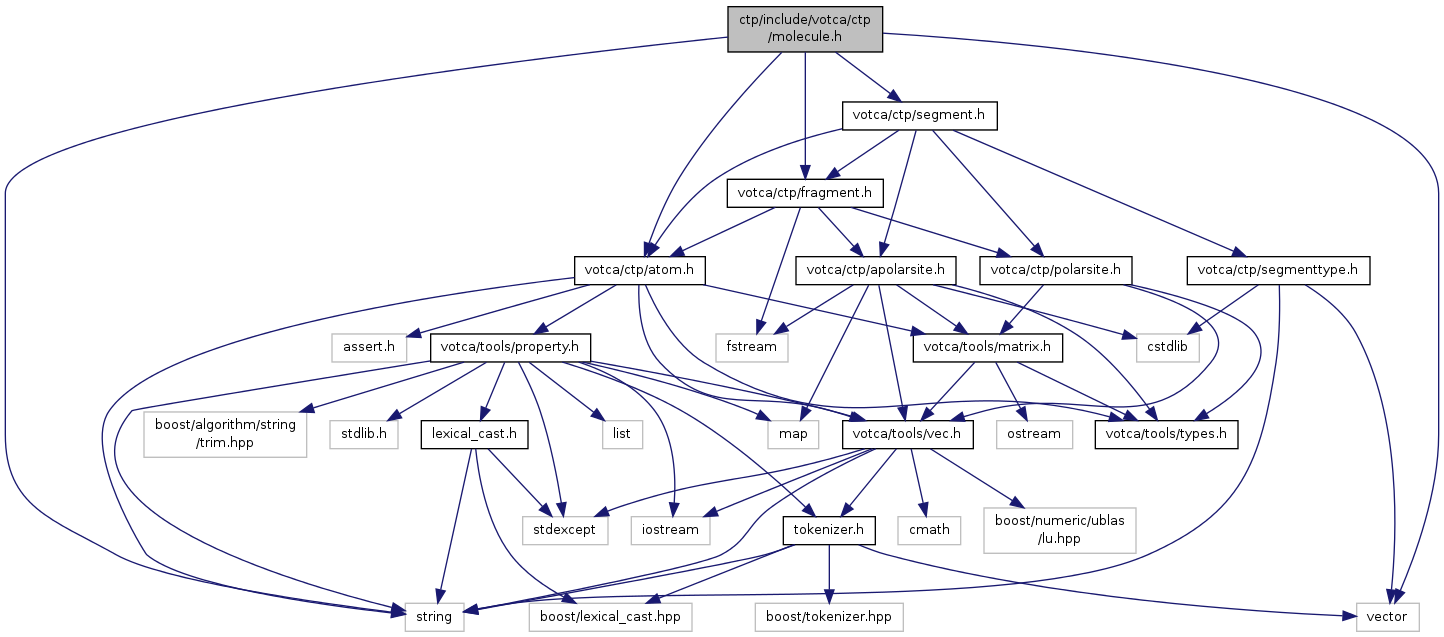 ctp/include/votca/ctp
/molecule.h
votca/ctp/segment.h
votca/ctp/fragment.h
votca/ctp/atom.h
votca/ctp/apolarsite.h
votca/ctp/polarsite.h
votca/ctp/segmenttype.h
assert.h
votca/tools/property.h
fstream
votca/tools/matrix.h
cstdlib
boost/algorithm/string
/trim.hpp
stdlib.h
lexical_cast.h
list
map
votca/tools/vec.h
ostream
votca/tools/types.h
stdexcept
iostream
tokenizer.h
cmath
boost/numeric/ublas
/lu.hpp
string
boost/lexical_cast.hpp
boost/tokenizer.hpp
vector